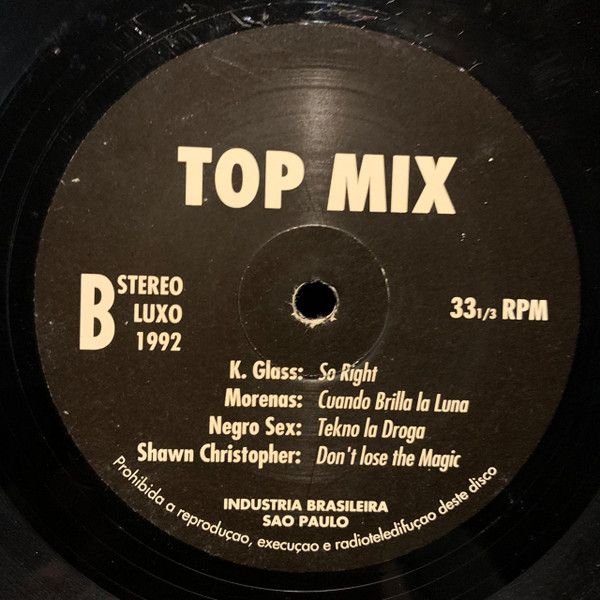 TOP MIX
B STEREO
LUXO
1992
33 1/3 RPM
K. Glass: So Right
Morenas: Cuando Brilla la Luna
Negro Sex: Tekno la Droga
Shawn Christopher: Don't lose the Magic
INDUSTRIA BRASILEIRA
SAO PAULO
Prohibida a reproduçao, execuçao e radioteledifuçao deste disco